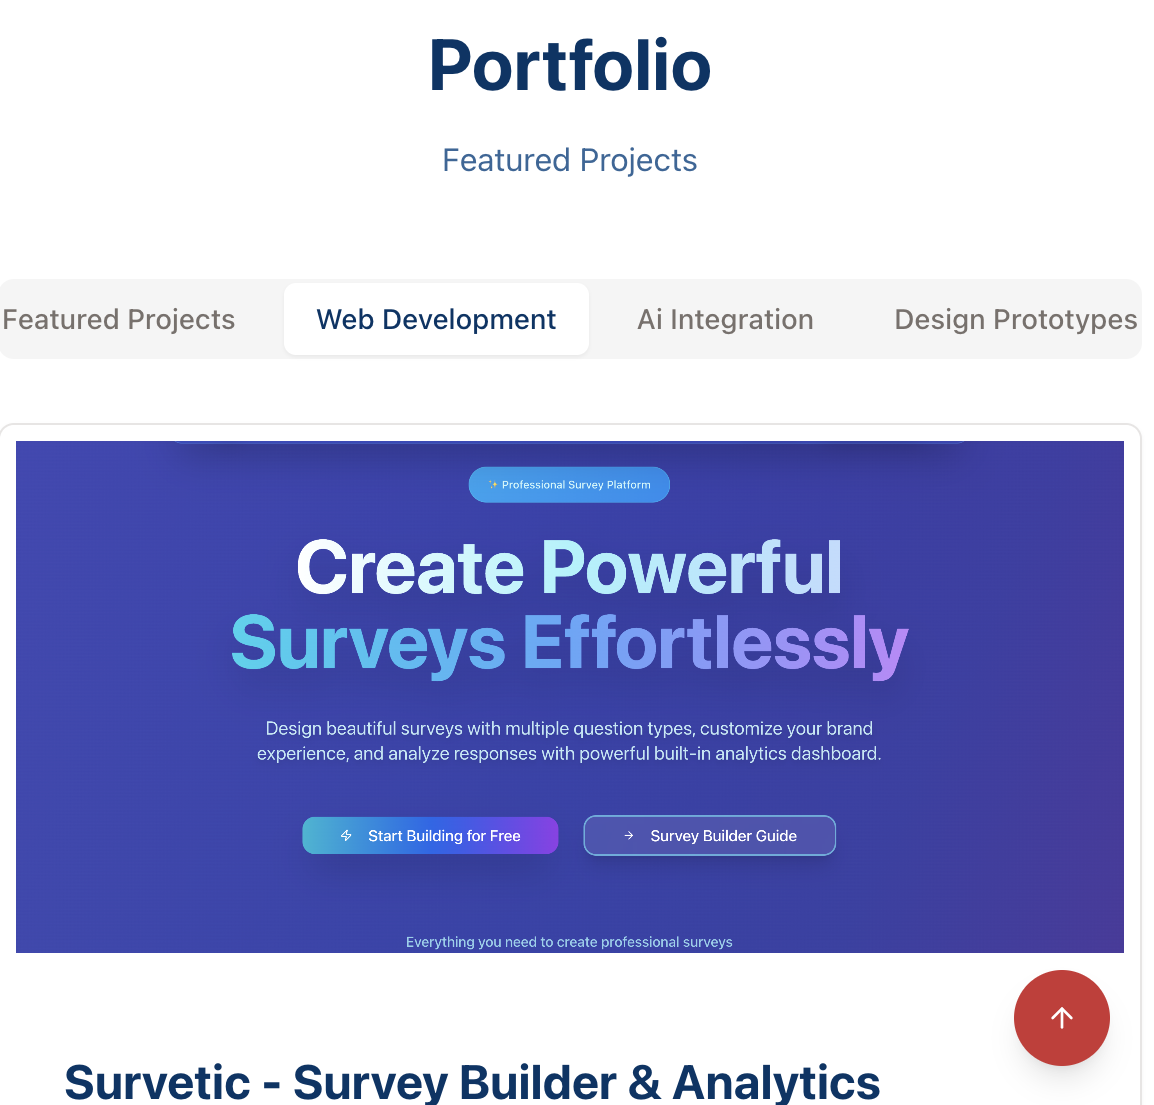 Portfolio
Featured Projects
Featured Projects
Web Development
Ai Integration
Design Prototypes
✨ Professional Survey Platform
Create Powerful
Surveys Effortlessly
Design beautiful surveys with multiple question types, customize your brand
experience, and analyze responses with powerful built-in analytics dashboard.
Start Building for Free
Survey Builder Guide
Everything you need to create professional surveys
Survetic - Survey Builder & Analytics